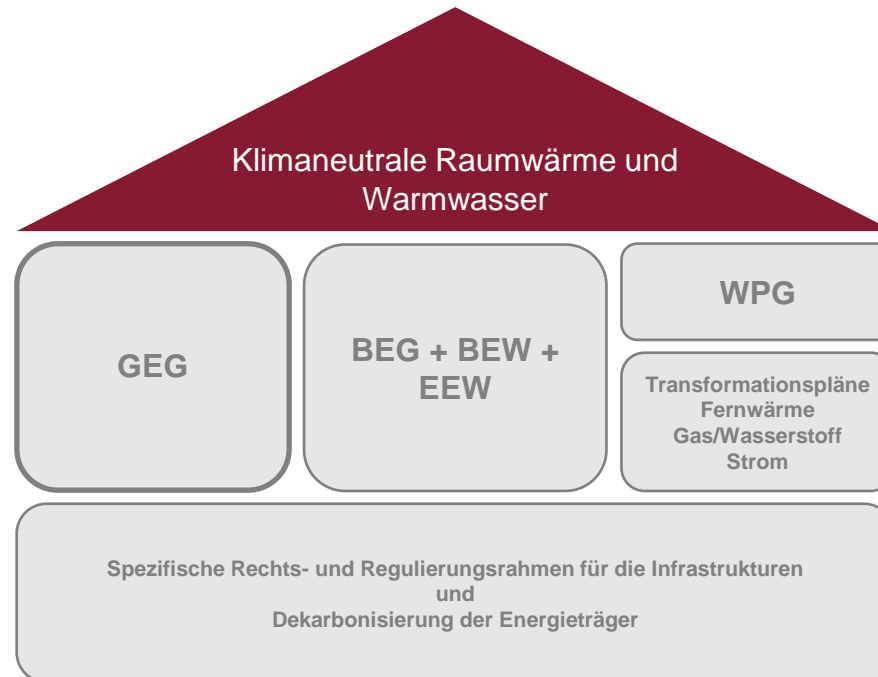 Klimaneutrale Raumwärme und
Warmwasser
GEG
BEG + BEW +
EEW
WPG
Transformationspläne
Fernwärme
Gas/Wasserstoff
Strom
Spezifische Rechts- und Regulierungsrahmen für die Infrastrukturen
und
Dekarbonisierung der Energieträger